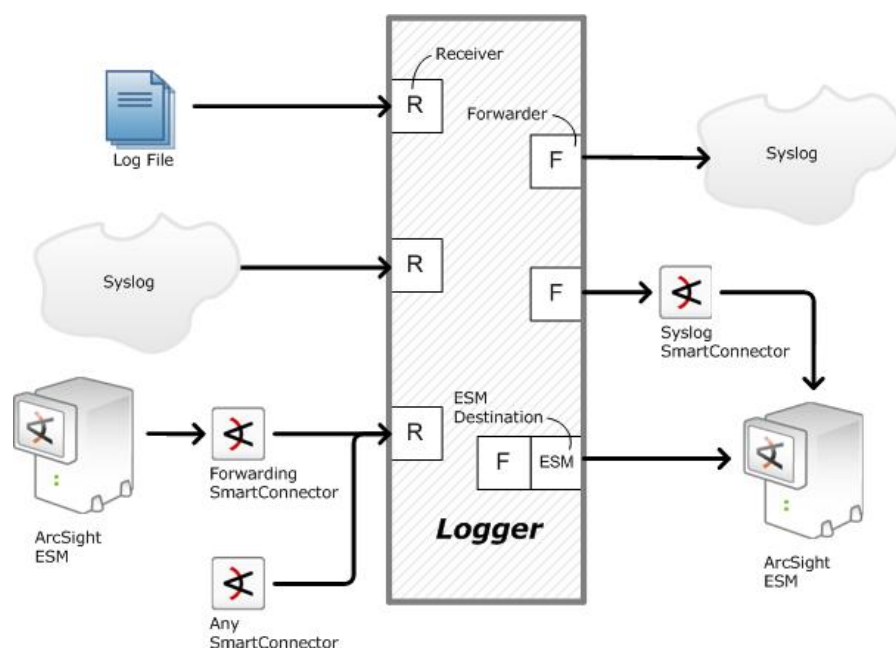 Receiver
R
Log File
Forwarder
F
Syslog
Syslog
R
F
Syslog
SmartConnector
ESM
Destination
R
F
ESM
Forwarding
SmartConnector
ArcSight
ESM
Logger
ArcSight
ESM
Any
SmartConnector